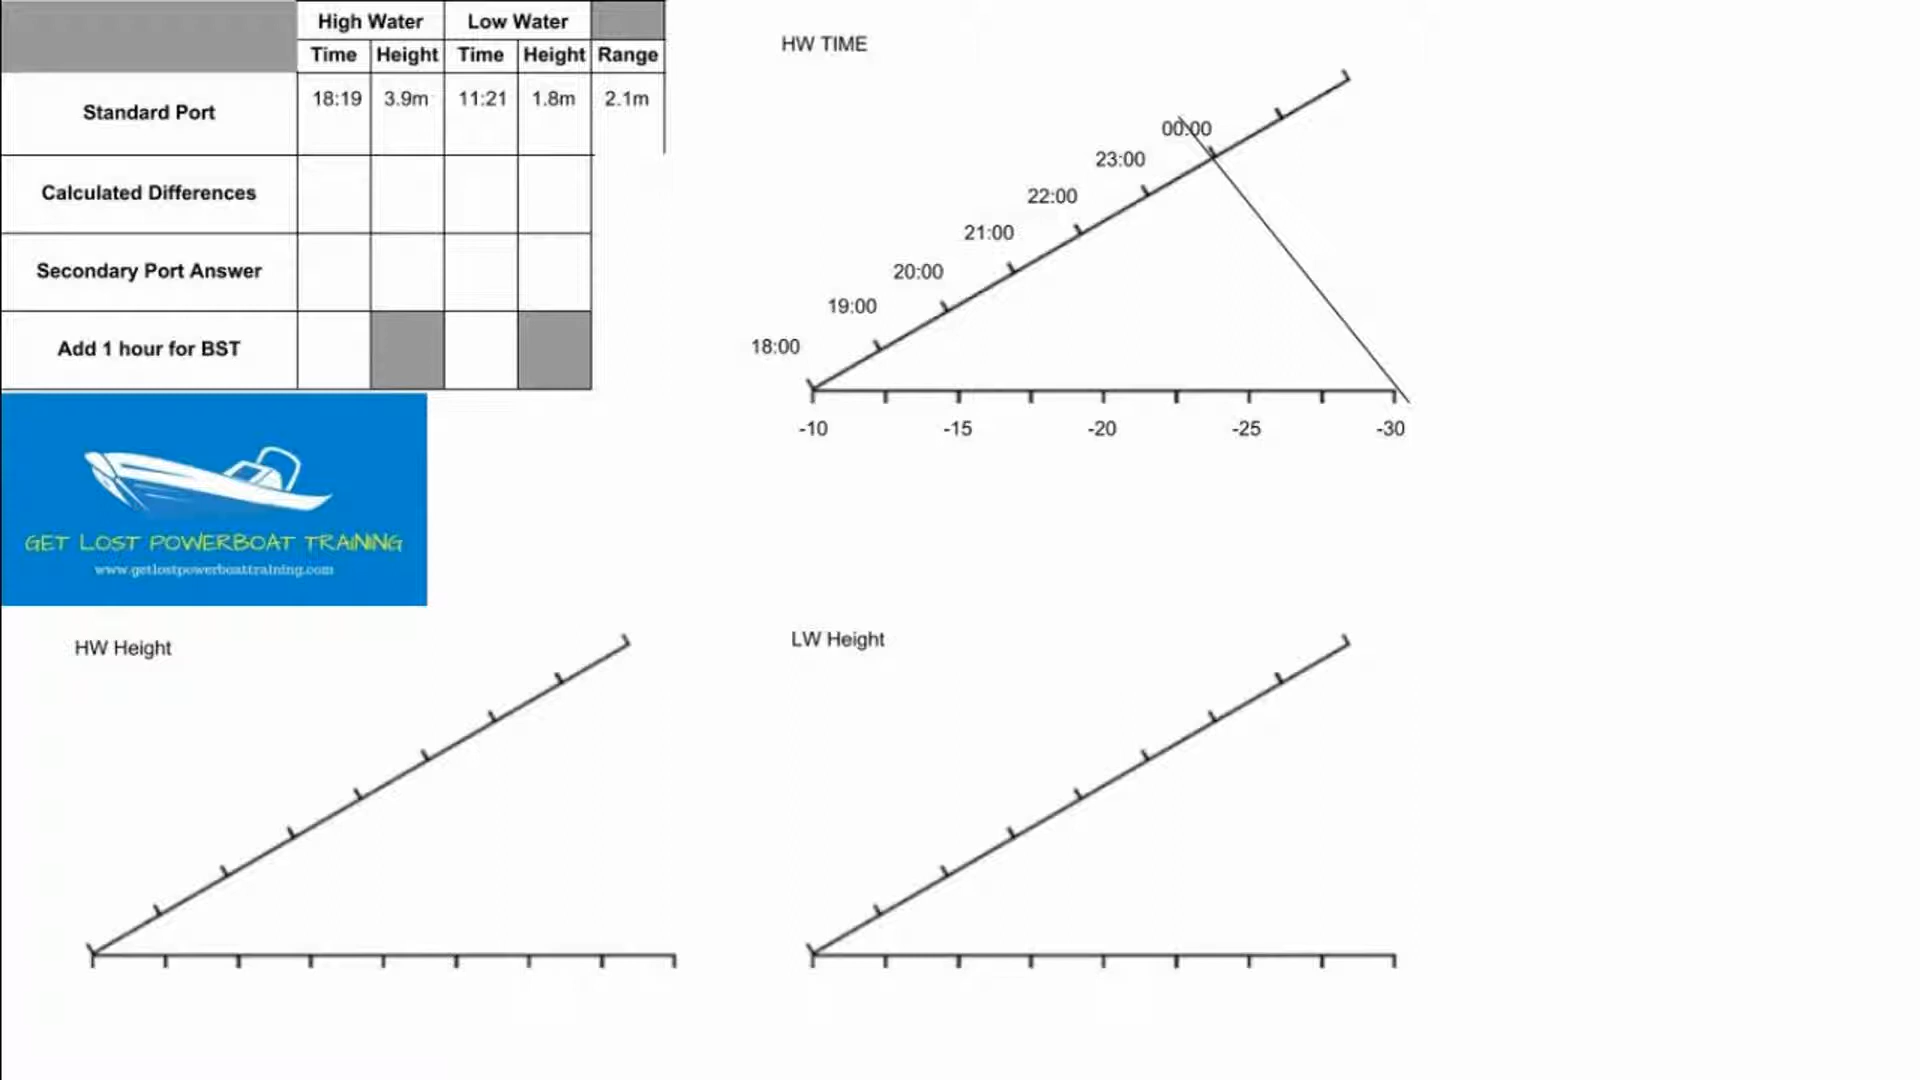 High Water Low Water
Time Height Time Height Range
Standard Port 18:19 3.9m 11:21 1.8m 2.1m
Calculated Differences
Secondary Port Answer
Add 1 hour for BST
GET LOST POWERBOAT TRAINING
www.getlostpowerboattraining.com
HW TIME
00:00
23:00
22:00
21:00
20:00
19:00
18:00
-10 -15 -20 -25 -30
HW Height
LW Height